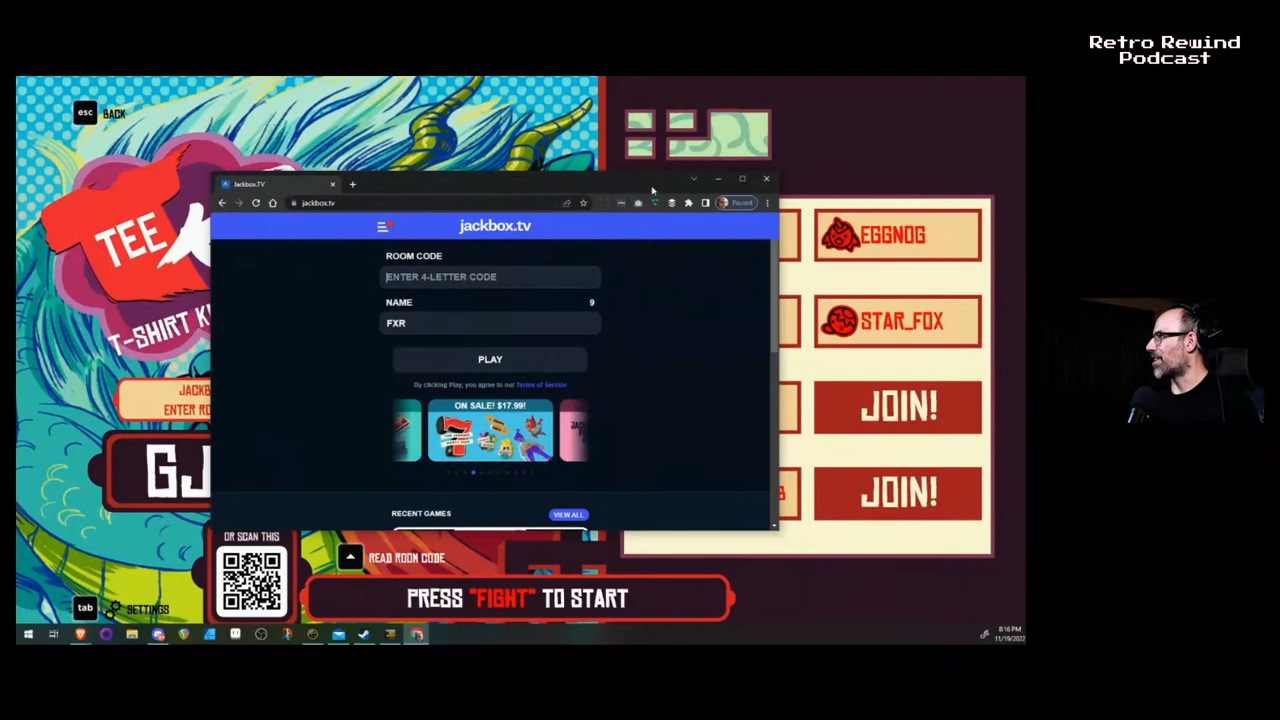 Retro Rewind
Podcast
esc
BACK
TEE
T-SHIRT
ENTER
GJ
OR SCAN THIS
READ ROOM CODE
PRESS "FIGHT" TO START
tab
SETTINGS
Jackbox.TV
jackbox.tv
Paused
jackbox.tv
ROOM CODE
ENTER 4-LETTER CODE
NAME 9
FXR
PLAY
By clicking Play, you agree to our Terms of Service
ON SALE! $17.99!
RECENT GAMES
VIEW ALL
EGGNOG
STAR_FOX
JOIN!
JOIN!
8:16 PM
11/19/2022